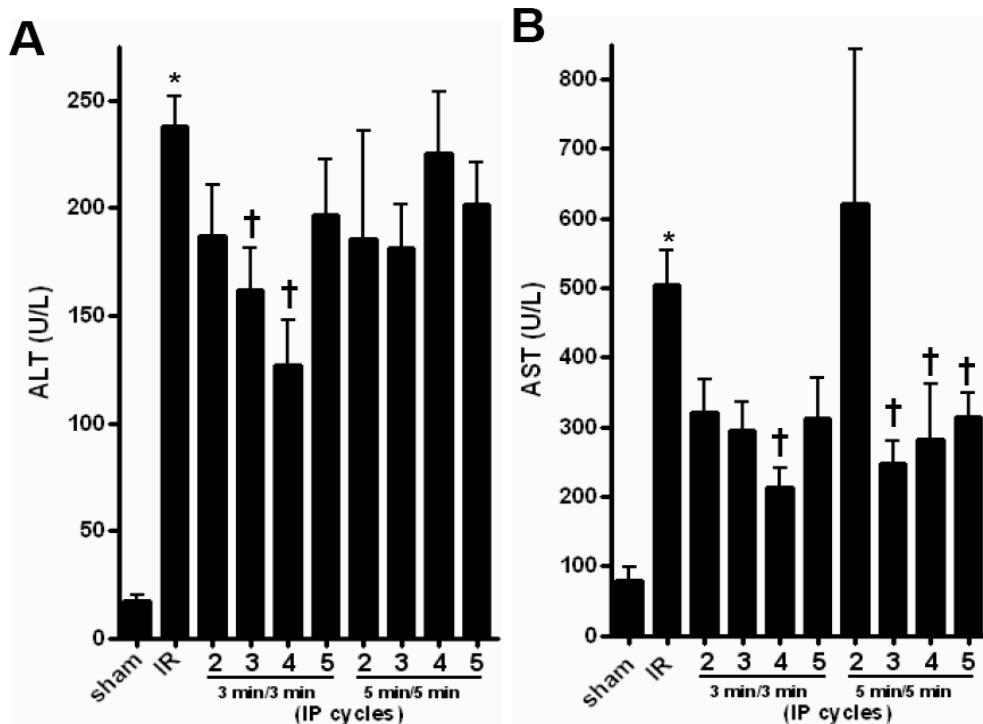 A
ALT (U/L)
250
200
150
100
50
0
*
†
†
sham IR 2 3 4 5 2 3 4 5
3 min/3 min 5 min/5 min
(IP cycles)
B
AST (U/L)
800
700
600
500
400
300
200
100
0
*
†
†
†
†
sham IR 2 3 4 5 2 3 4 5
3 min/3 min 5 min/5 min
(IP cycles)